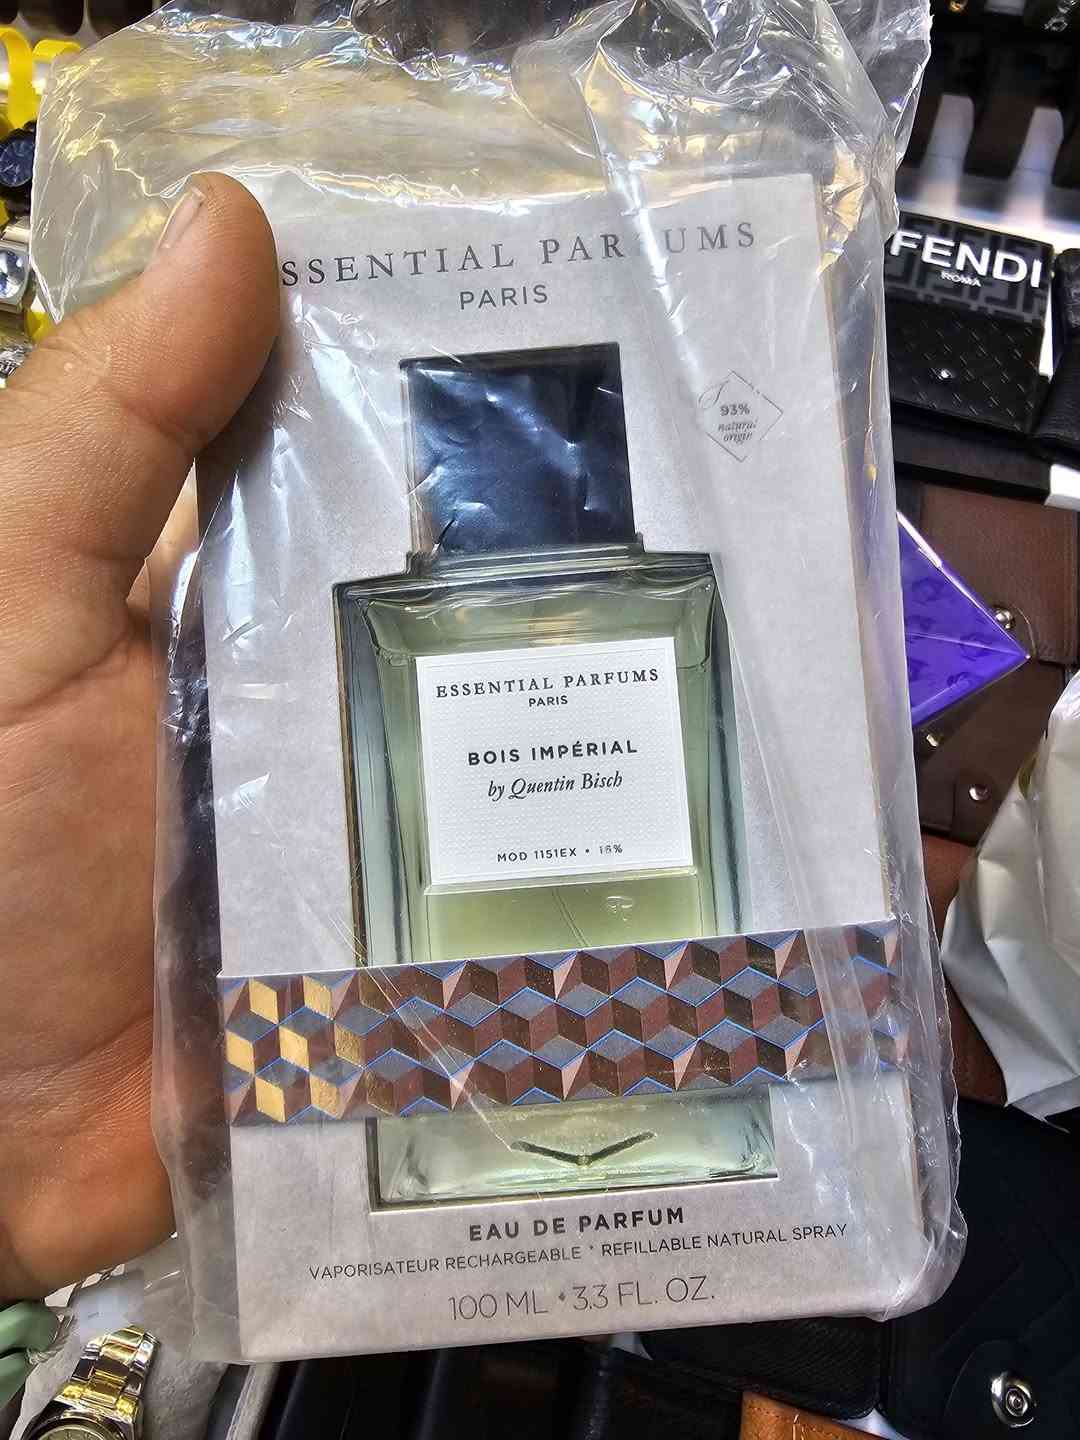 ESSENTIAL PARFUMS
PARIS
93%
natural
origin
ESSENTIAL PARFUMS
PARIS
BOIS IMPÉRIAL
by Quentin Bisch
MOD 1151EX • 16%
EAU DE PARFUM
VAPORISATEUR RECHARGEABLE * REFILLABLE NATURAL SPRAY
100 ML • 3.3 FL. OZ.
FENDI
ROMA